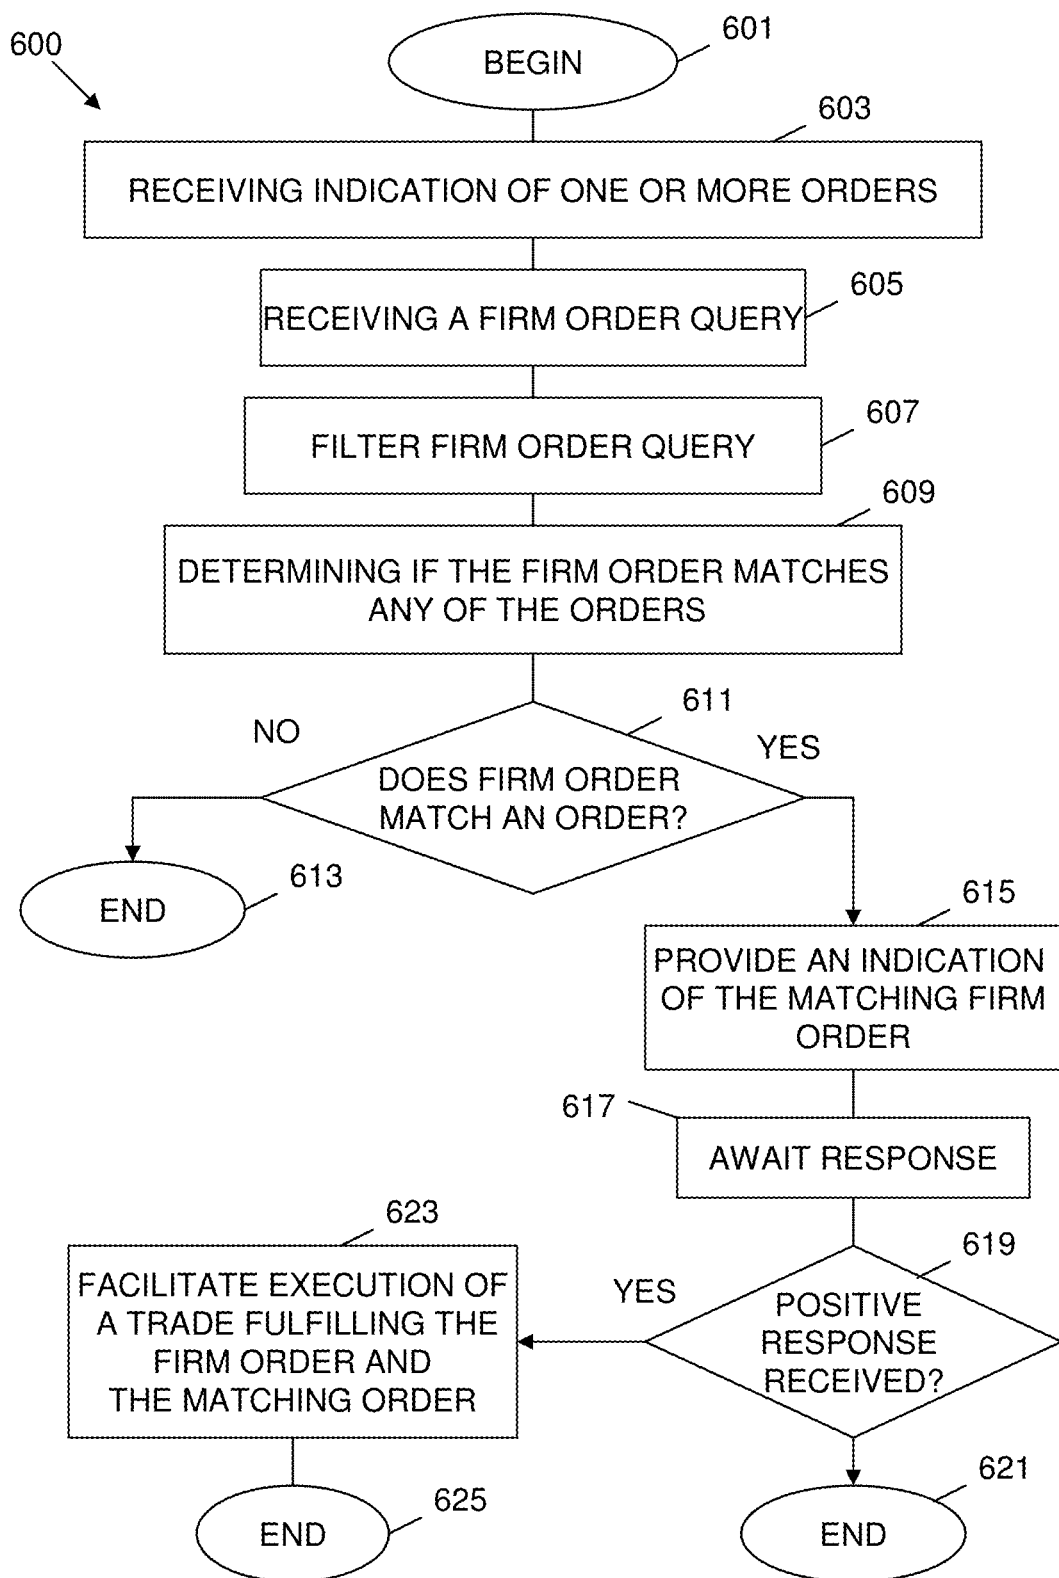 600
BEGIN
601
603
RECEIVING INDICATION OF ONE OR MORE ORDERS
605
RECEIVING A FIRM ORDER QUERY
607
FILTER FIRM ORDER QUERY
609
DETERMINING IF THE FIRM ORDER MATCHES
ANY OF THE ORDERS
611
NO
YES
DOES FIRM ORDER
MATCH AN ORDER?
613
END
615
PROVIDE AN INDICATION
OF THE MATCHING FIRM
ORDER
617
AWAIT RESPONSE
619
POSITIVE
RESPONSE
RECEIVED?
YES
623
FACILITATE EXECUTION OF
A TRADE FULFILLING THE
FIRM ORDER AND
THE MATCHING ORDER
625
END
621
END